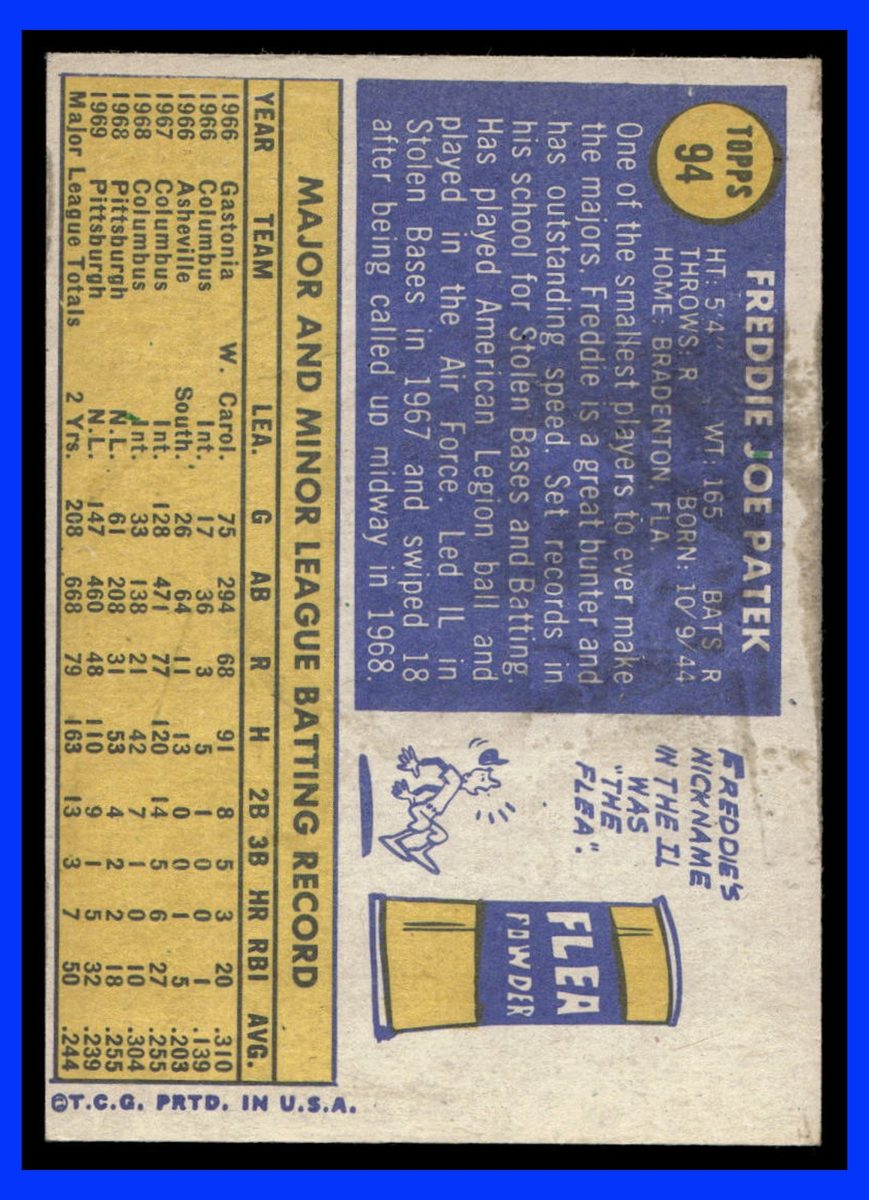 TOPPS
94
FREDDIE JOE PATEK
HT: 5'4" WT: 165 BATS: R
THROWS: R BORN: 10/9/44
HOME: BRADENTON, FLA.
One of the smallest players to ever make
the majors, Freddie is a great bunter and
has outstanding speed. Set records in
his school for Stolen Bases and Batting.
Has played American Legion ball and
played in the Air Force. Led IL in
Stolen Bases in 1967 and swiped 18
after being called up midway in 1968.
FREDDIE'S
NICKNAME
IN THE IL
WAS
"THE
FLEA".
FLEA
POWDER
MAJOR AND MINOR LEAGUE BATTING RECORD
YEAR TEAM LEA. G AB R H 2B 3B HR RBI AVG.
1966 Gastonia W. Carol. 75 294 68 91 8 5 3 20 .310
1966 Columbus Int. 17 36 3 5 1 0 0 1 .139
1966 Asheville South. 26 64 11 13 0 0 1 5 .203
1967 Columbus Int. 128 471 77 120 14 5 6 27 .255
1968 Columbus Int. 33 138 21 42 7 1 0 10 .304
1968 Pittsburgh N.L. 61 208 31 53 4 2 2 18 .255
1969 Pittsburgh N.L. 147 460 48 110 9 1 5 32 .239
Major League Totals 2 Yrs. 208 668 79 163 13 3 7 50 .244
©T.C.G. PRTD. IN U.S.A.